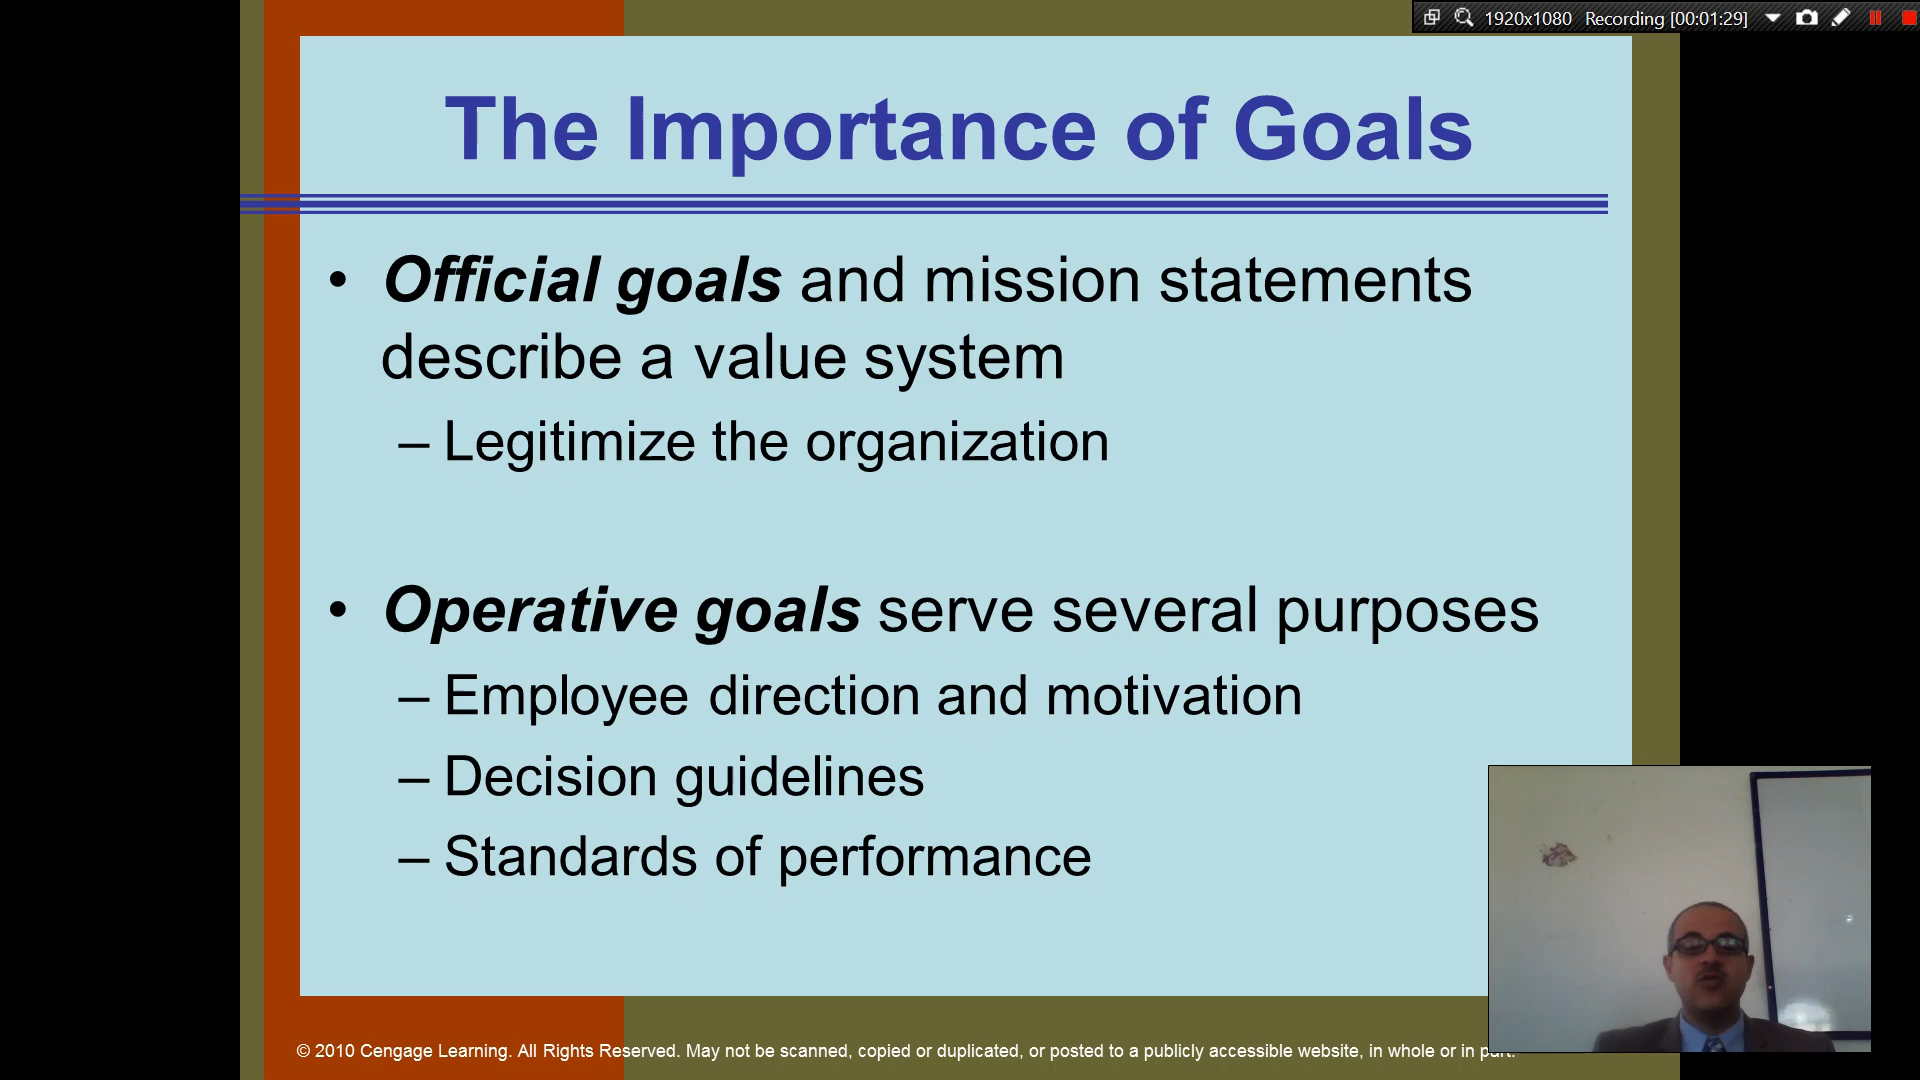 1920x1080 Recording [00:01:29]
The Importance of Goals
• Official goals and mission statements
describe a value system
– Legitimize the organization
• Operative goals serve several purposes
– Employee direction and motivation
– Decision guidelines
– Standards of performance
© 2010 Cengage Learning. All Rights Reserved. May not be scanned, copied or duplicated, or posted to a publicly accessible website, in whole or in part.